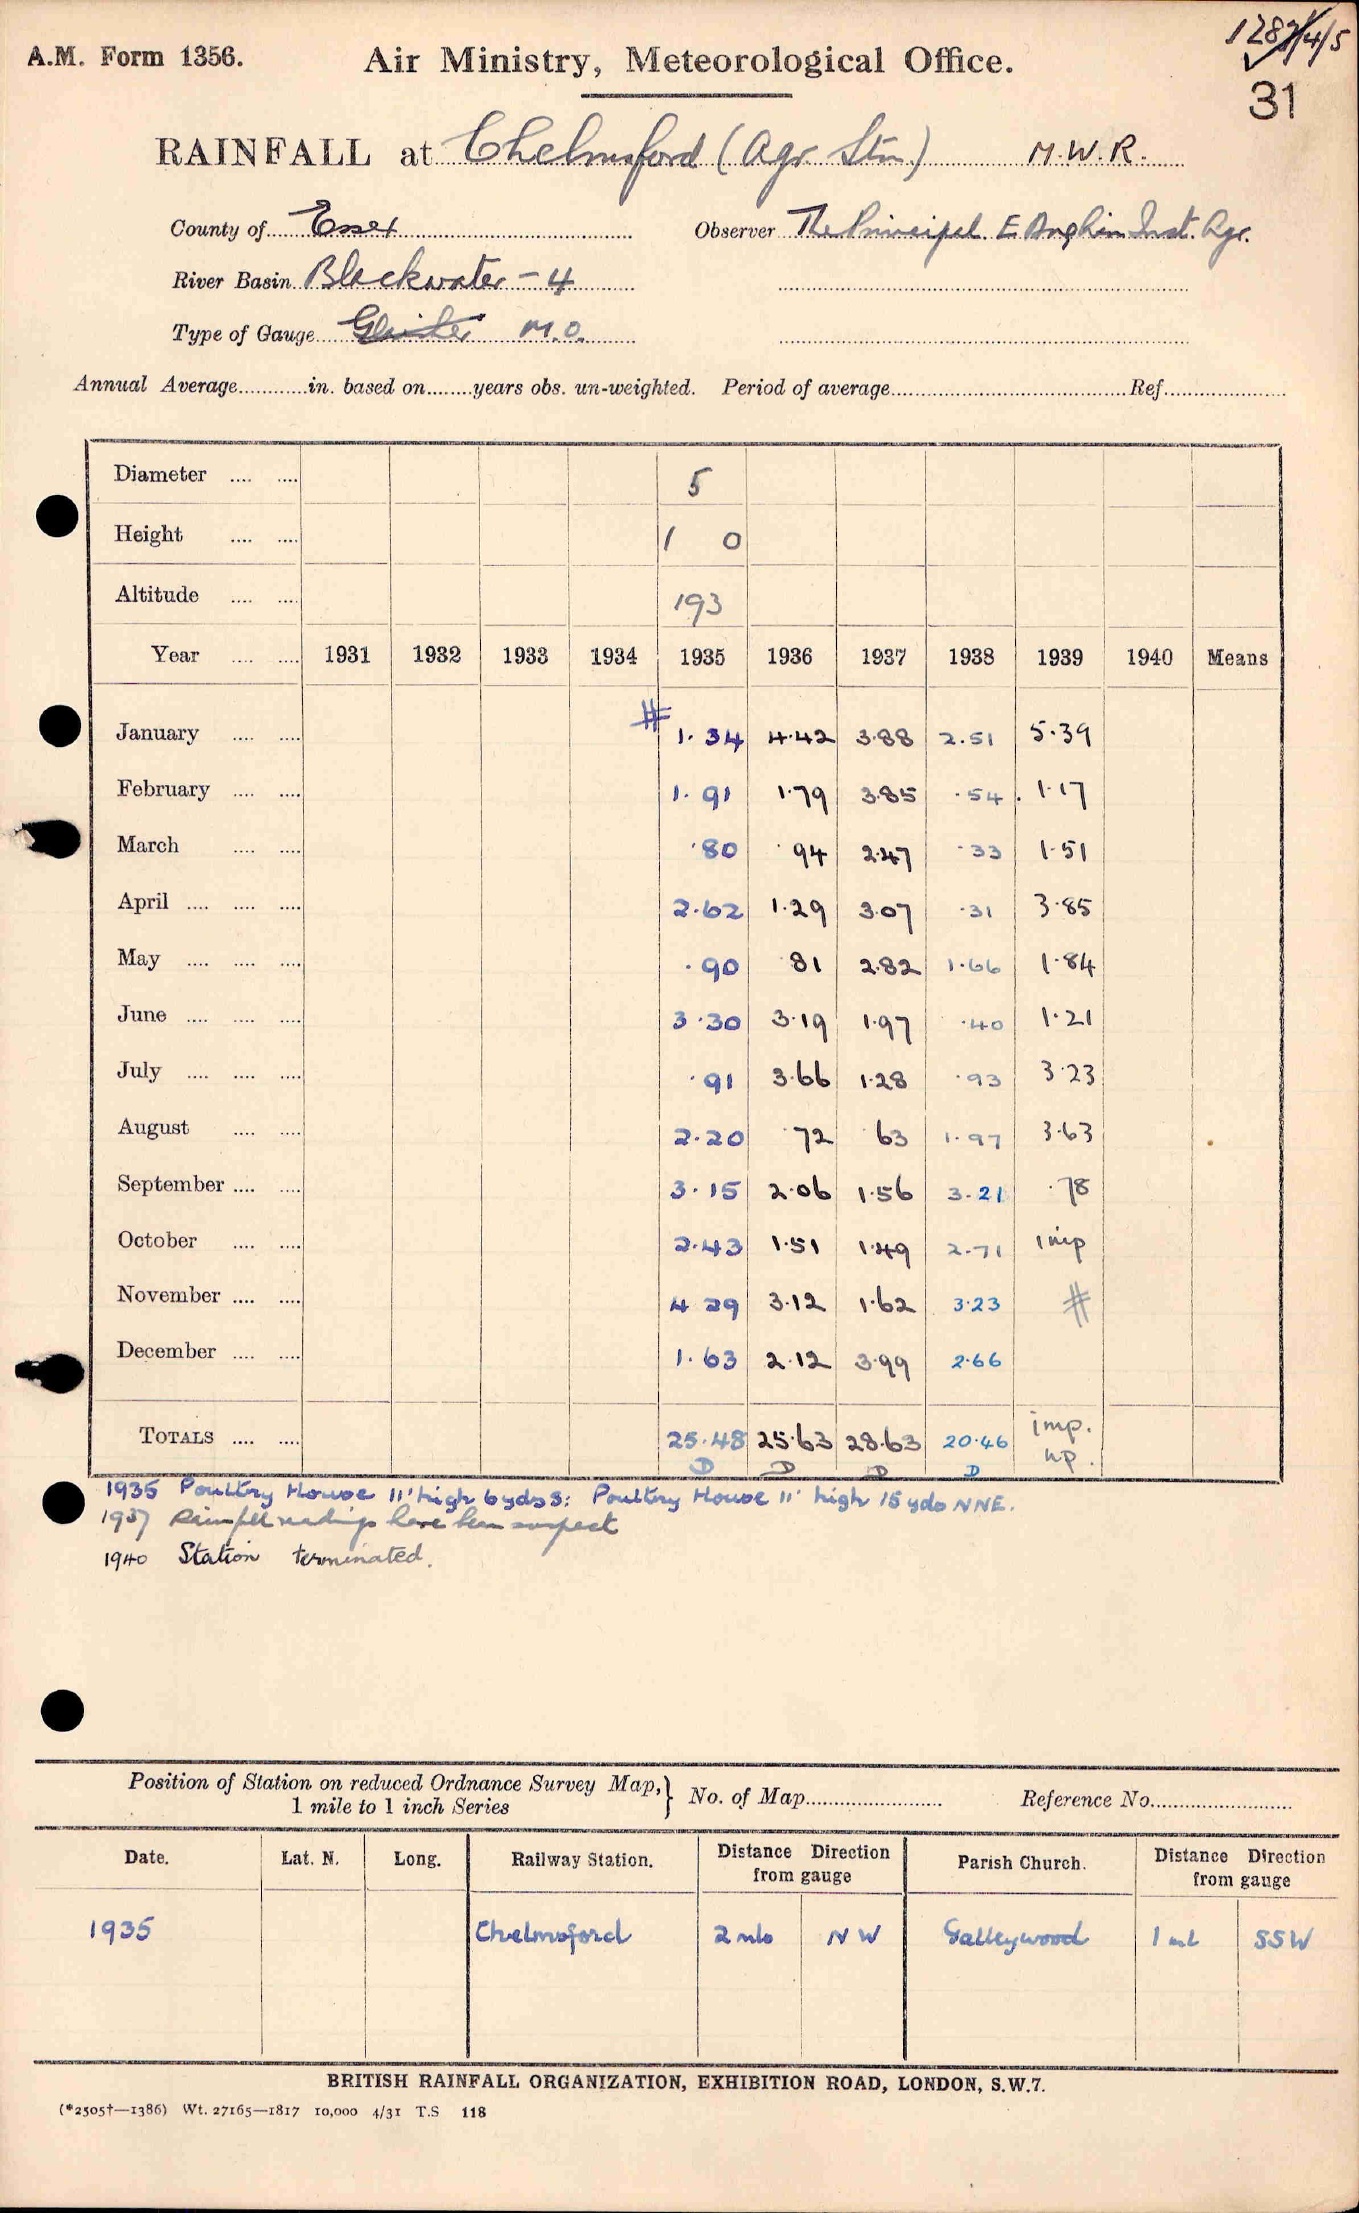 1283/4/5
A.M. Form 1356. Air Ministry, Meteorological Office.
31
RAINFALL at Chelmsford (Agr. Stn.) M.W.R.
County of Essex Observer The Principal E Anglian Inst. Agr.
River Basin Blackwater - 4
Type of Gauge Glaisher M.O.
Annual Average in. based on years obs. un-weighted. Period of average Ref.
Diameter 5
Height 1 0
Altitude 193
Year 1931 1932 1933 1934 1935 1936 1937 1938 1939 1940 Means
January # 1.34 4.42 3.88 2.51 5.39
February 1.91 1.79 3.85 .54 1.17
March .80 .94 2.47 .33 1.51
April 2.62 1.29 3.07 .31 3.85
May .90 81 2.82 1.66 1.84
June 3.30 3.19 1.97 .40 1.21
July .91 3.66 1.28 .93 3.23
August 2.20 .72 .63 1.97 3.63
September 3.15 2.06 1.56 3.21 .78
October 2.43 1.51 1.49 2.71 imp
November 4 29 3.12 1.62 3.23 #
December 1.63 2.12 3.99 2.66
TOTALS 25.48 25.63 28.63 20.46 imp.
D D D D np.
1935 Poultry House 11' high 6yds S: Poultry House 11' high 15 yds NNE.
1937 Rainfall readings have been suspect
1940 Station terminated.
Position of Station on reduced Ordnance Survey Map, 1 mile to 1 inch Series } No. of Map Reference No.
Date. Lat. N. Long. Railway Station. Distance Direction from gauge Parish Church. Distance Direction from gauge
1935 Chelmsford 2 mls NW Galleywood 1 ml SSW
BRITISH RAINFALL ORGANIZATION, EXHIBITION ROAD, LONDON, S.W.7.
(*2505†—1386) Wt. 27165—1817 10,000 4/31 T.S 118